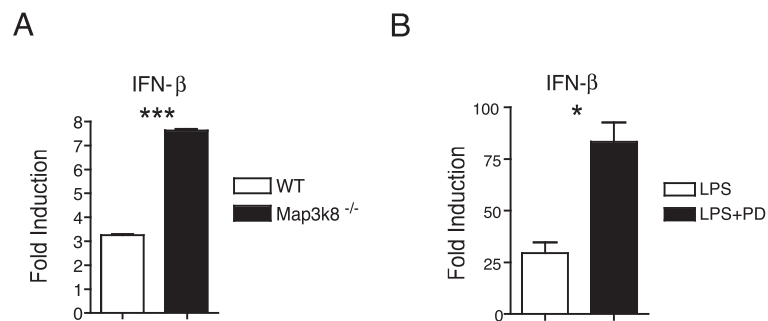 A
IFN-β
***
Fold Induction
8
7
6
5
4
3
2
1
0
WT
Map3k8 -/-
B
IFN-β
*
Fold Induction
100
75
50
25
0
LPS
LPS+PD